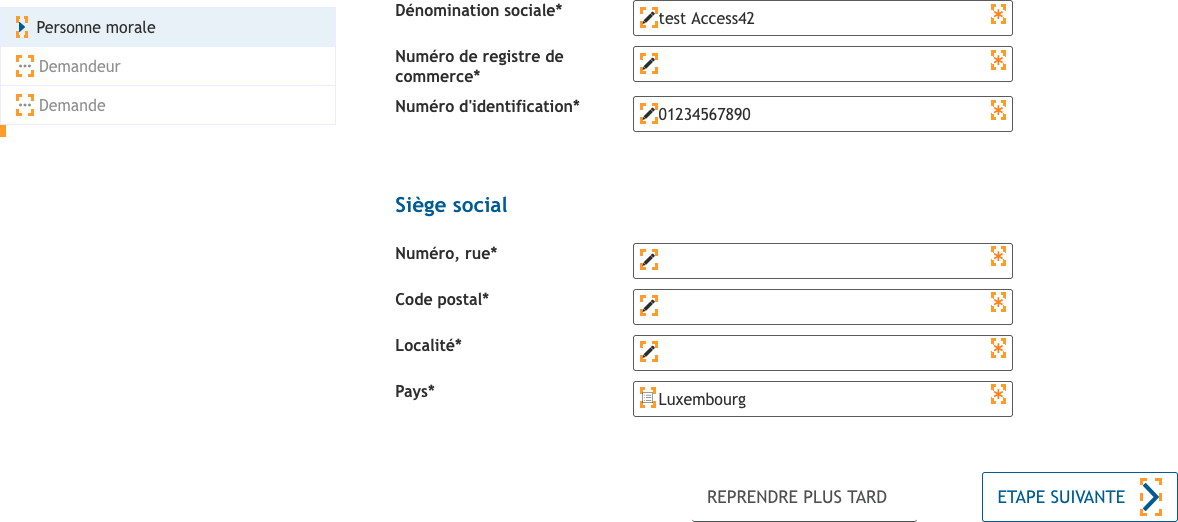 Personne morale
Demandeur
Demande
Dénomination sociale*
test Access42
Numéro de registre de
commerce*
Numéro d'identification*
01234567890
Siège social
Numéro, rue*
Code postal*
Localité*
Pays*
Luxembourg
REPRENDRE PLUS TARD
ETAPE SUIVANTE